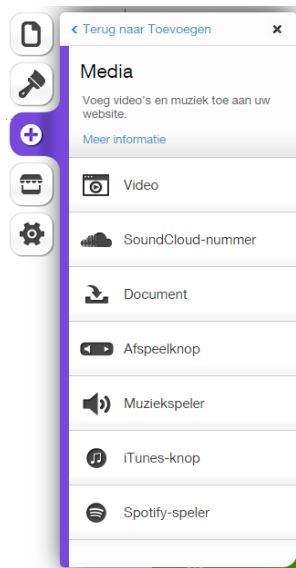 Terug naar Toevoegen
Media
Voeg video's en muziek toe aan uw
website.
Meer informatie
Video
SoundCloud-nummer
Document
Afspeelknop
Muziekspeler
iTunes-knop
Spotify-speler